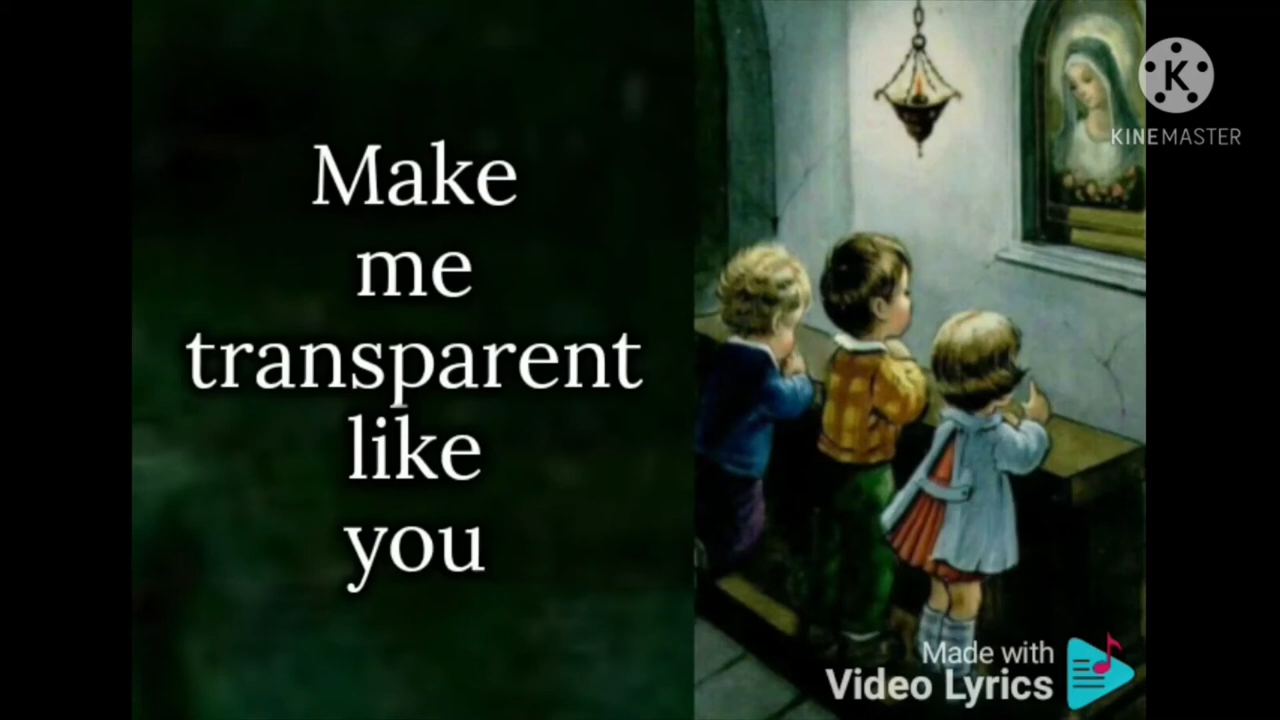 Make
me
transparent
like
you
K
KINEMASTER
Made with
Video Lyrics